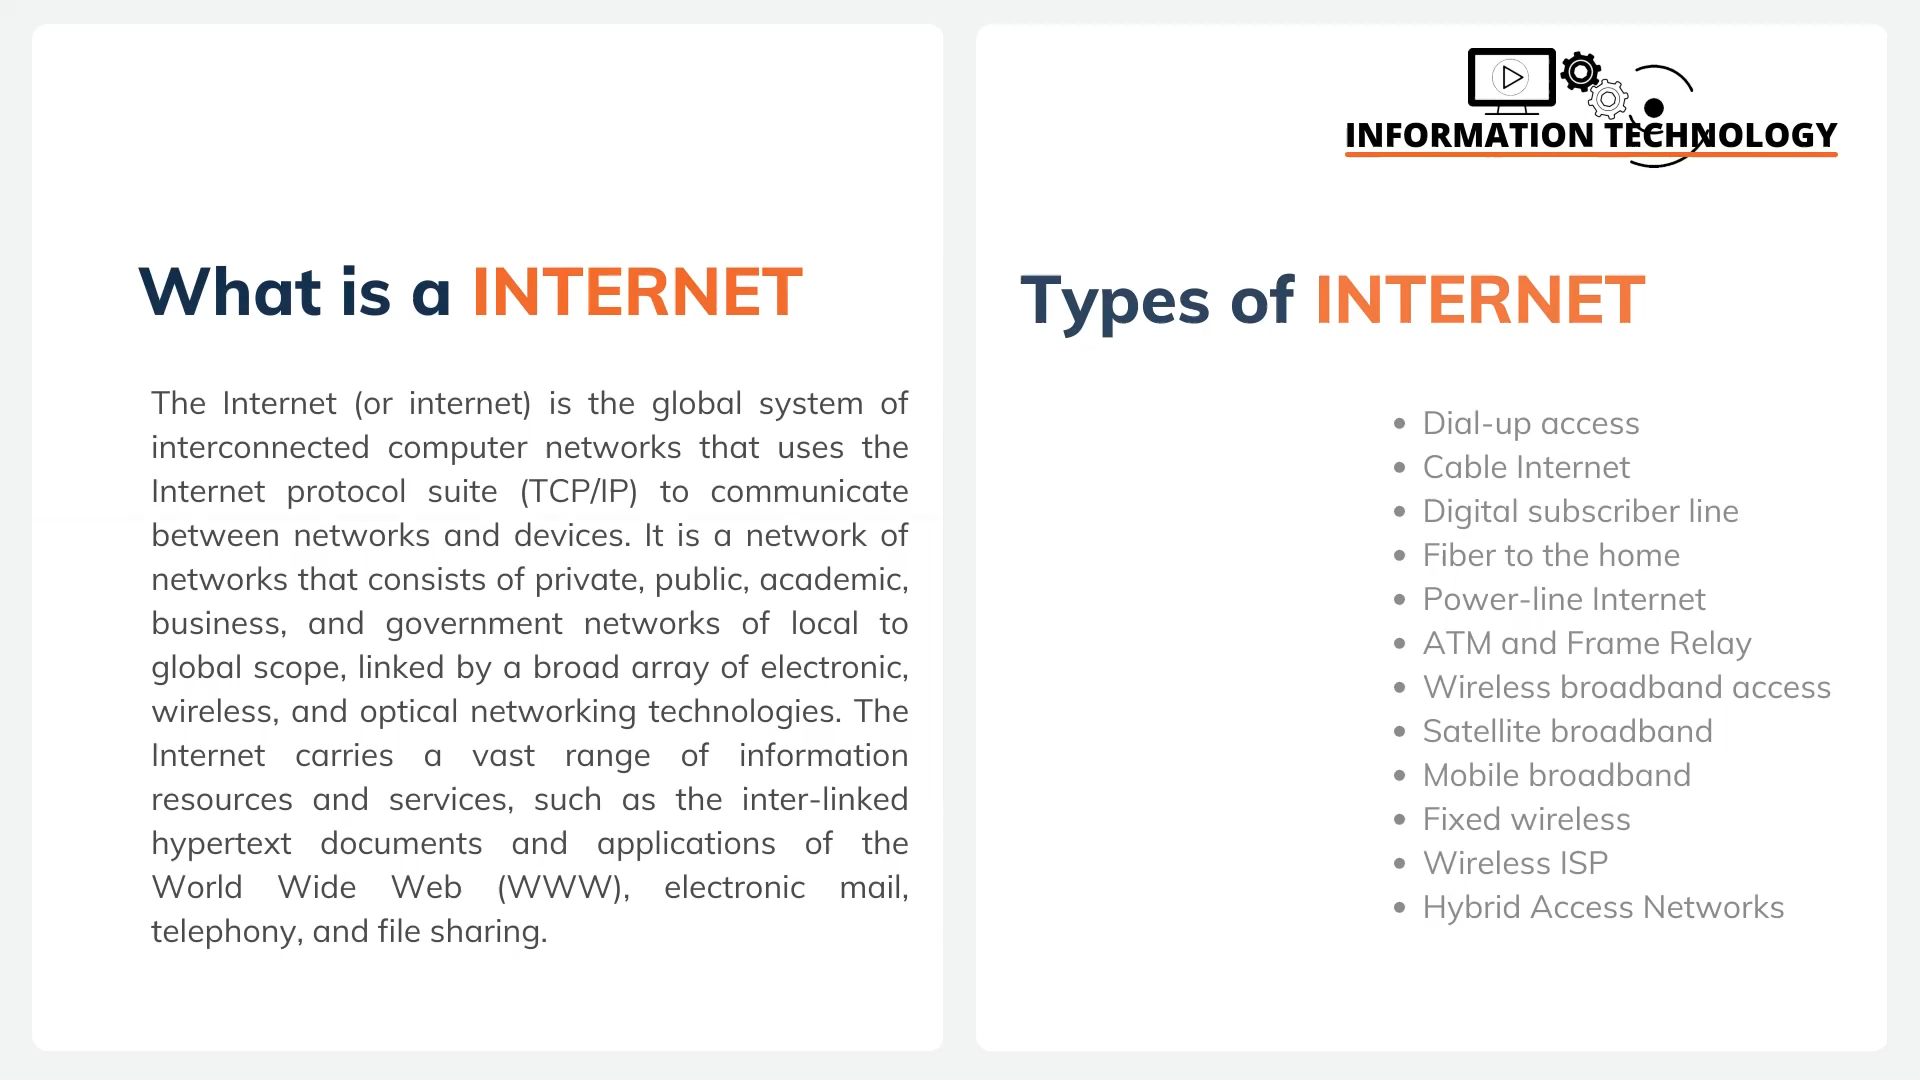 What is a INTERNET
The Internet (or internet) is the global system of
interconnected computer networks that uses the
Internet protocol suite (TCP/IP) to communicate
between networks and devices. It is a network of
networks that consists of private, public, academic,
business, and government networks of local to
global scope, linked by a broad array of electronic,
wireless, and optical networking technologies. The
Internet carries a vast range of information
resources and services, such as the inter-linked
hypertext documents and applications of the
World Wide Web (WWW), electronic mail,
telephony, and file sharing.
INFORMATION TECHNOLOGY
Types of INTERNET
• Dial-up access
• Cable Internet
• Digital subscriber line
• Fiber to the home
• Power-line Internet
• ATM and Frame Relay
• Wireless broadband access
• Satellite broadband
• Mobile broadband
• Fixed wireless
• Wireless ISP
• Hybrid Access Networks